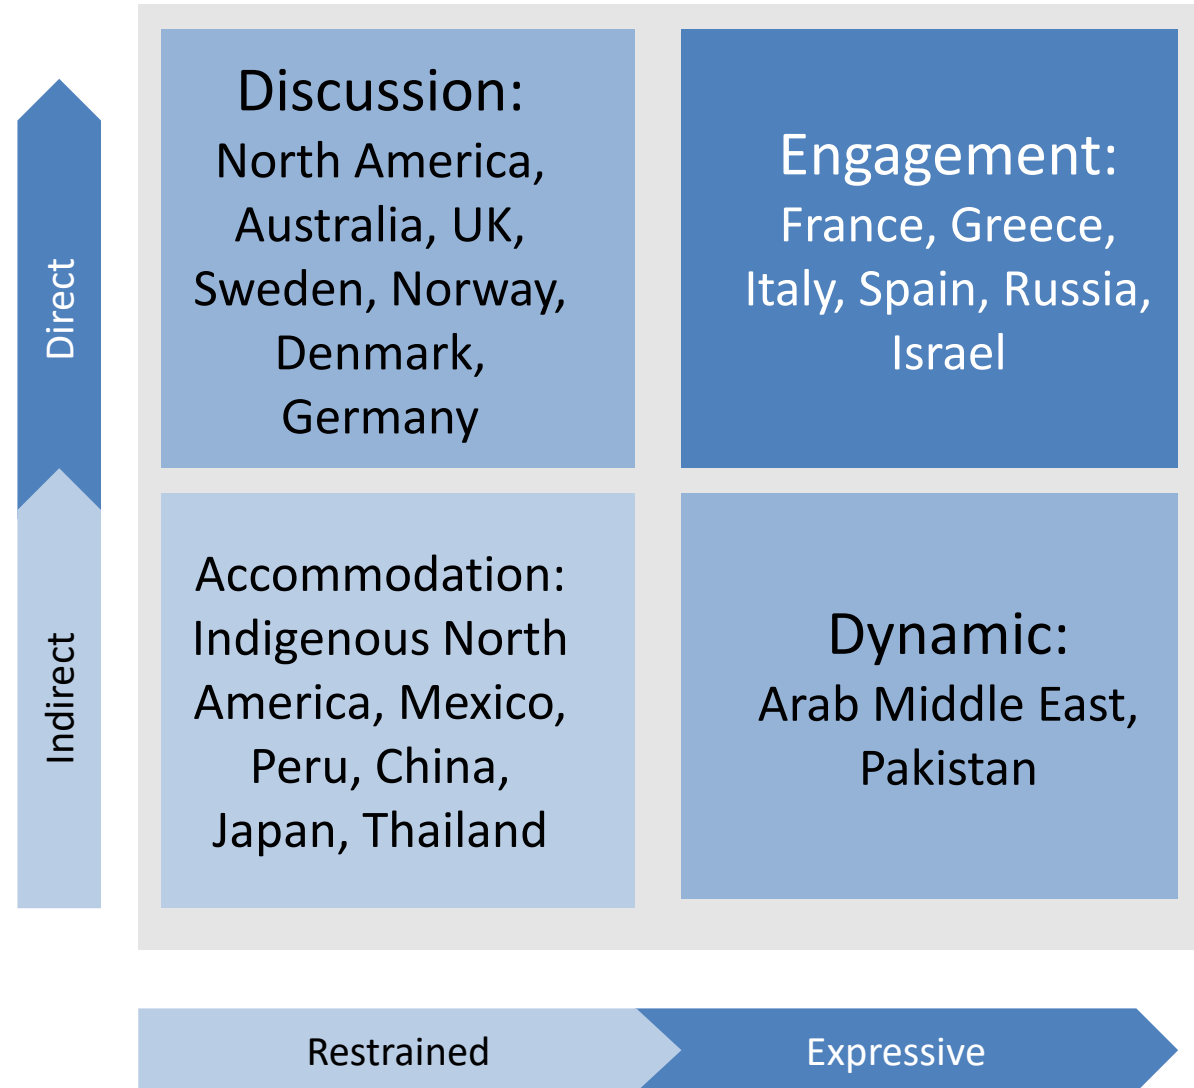 Discussion:
North America,
Australia, UK,
Sweden, Norway,
Denmark,
Germany
Engagement:
France, Greece,
Italy, Spain, Russia,
Israel
Direct
Accommodation:
Indigenous North
America, Mexico,
Peru, China,
Japan, Thailand
Dynamic:
Arab Middle East,
Pakistan
Indirect
Restrained
Expressive